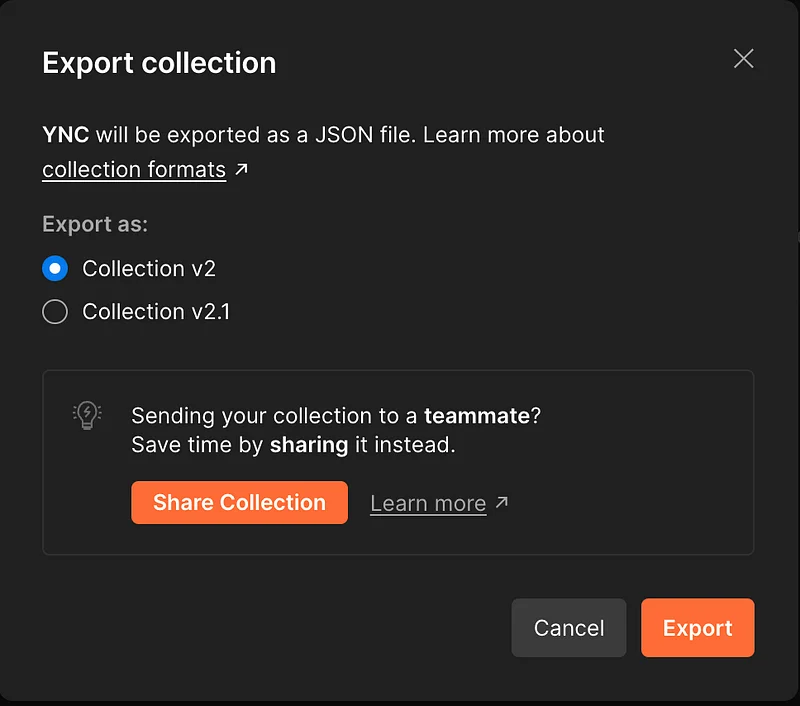 Export collection
YNC will be exported as a JSON file. Learn more about
collection formats ↗
Export as:
Collection v2
Collection v2.1
Sending your collection to a teammate?
Save time by sharing it instead.
Share Collection Learn more ↗
Cancel Export